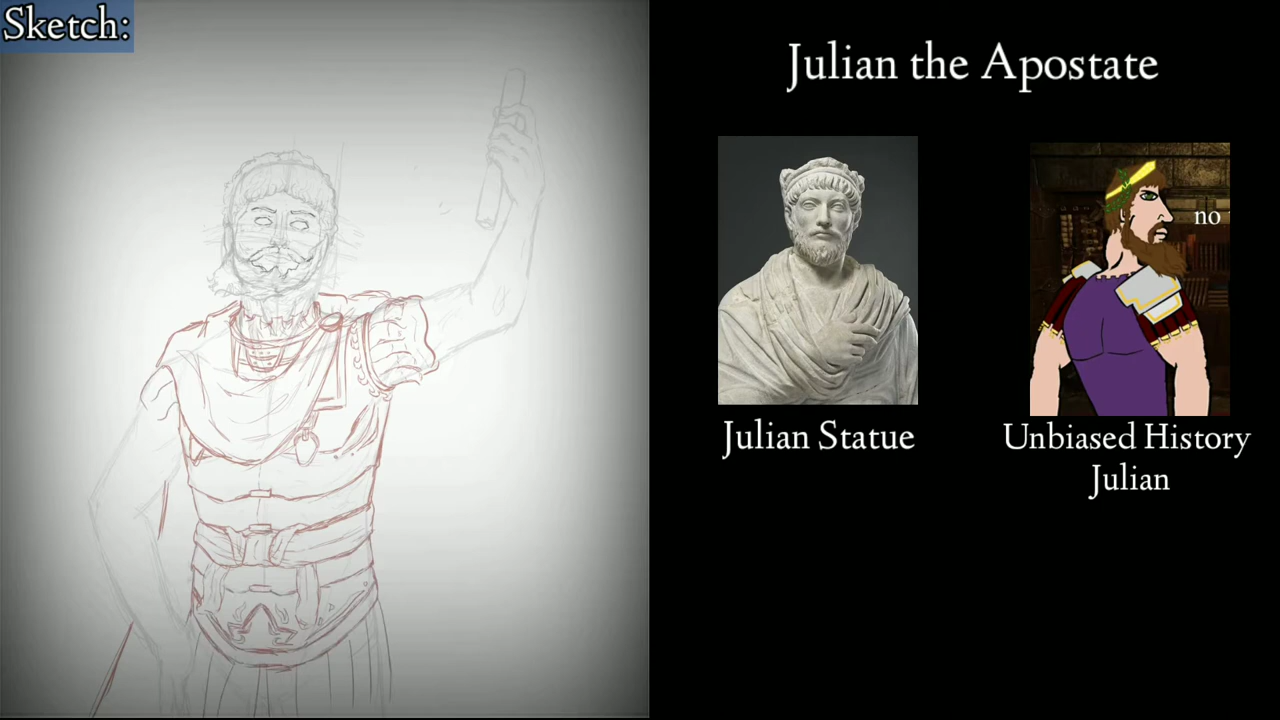 Sketch:
Julian the Apostate
no
Julian Statue
Unbiased History
Julian